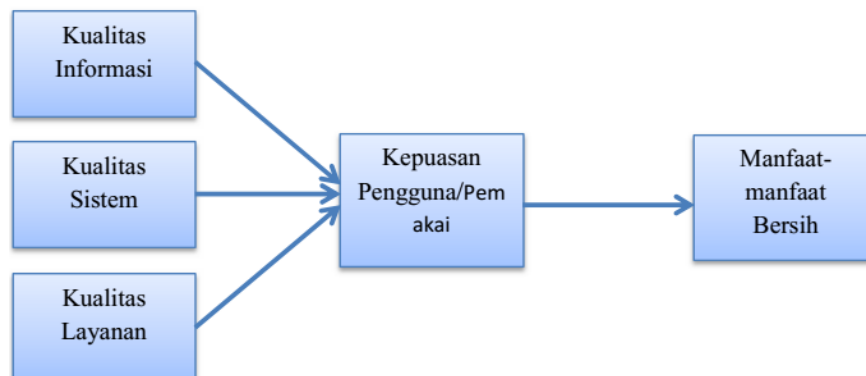 Kualitas
Informasi
Kualitas
Sistem
Kualitas
Layanan
Kepuasan
Pengguna/Pem
akai
Manfaat-
manfaat
Bersih